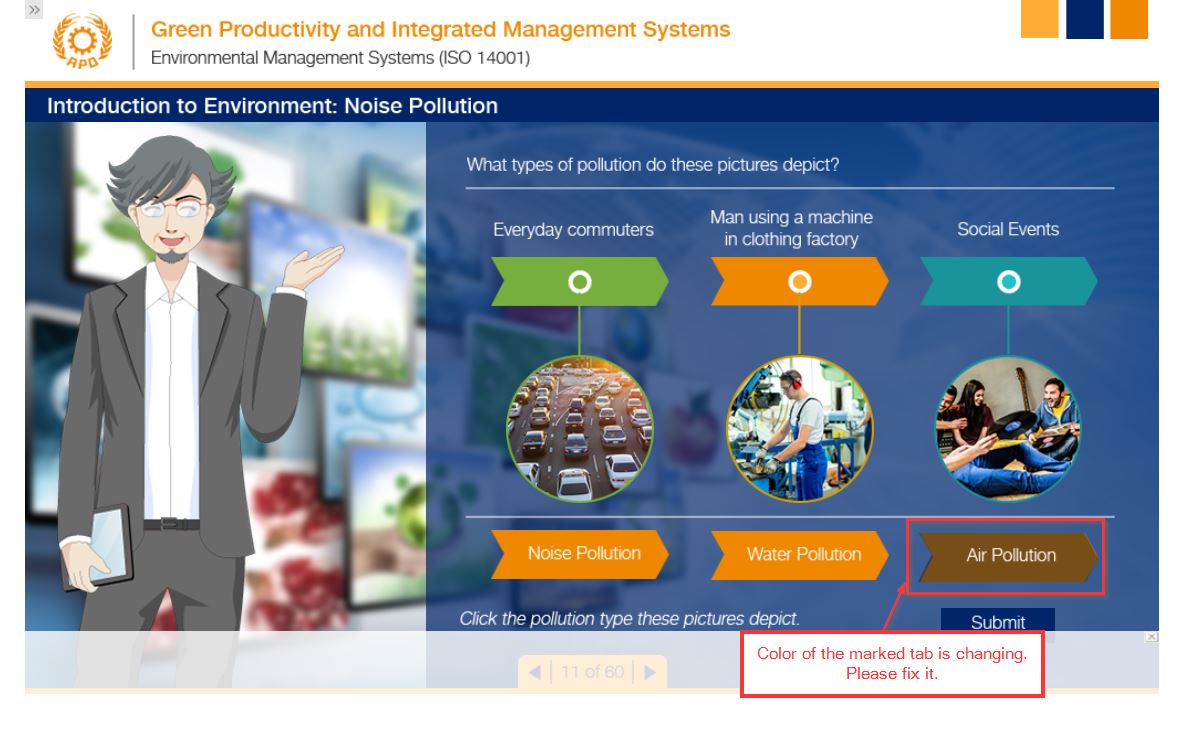 Green Productivity and Integrated Management Systems
APO
Environmental Management Systems (ISO 14001)
Introduction to Environment: Noise Pollution
What types of pollution do these pictures depict?
Everyday commuters
Man using a machine
in clothing factory
Social Events
Noise Pollution
Water Pollution
Air Pollution
Click the pollution type these pictures depict.
Submit
Color of the marked tab is changing.
Please fix it.
11 of 60